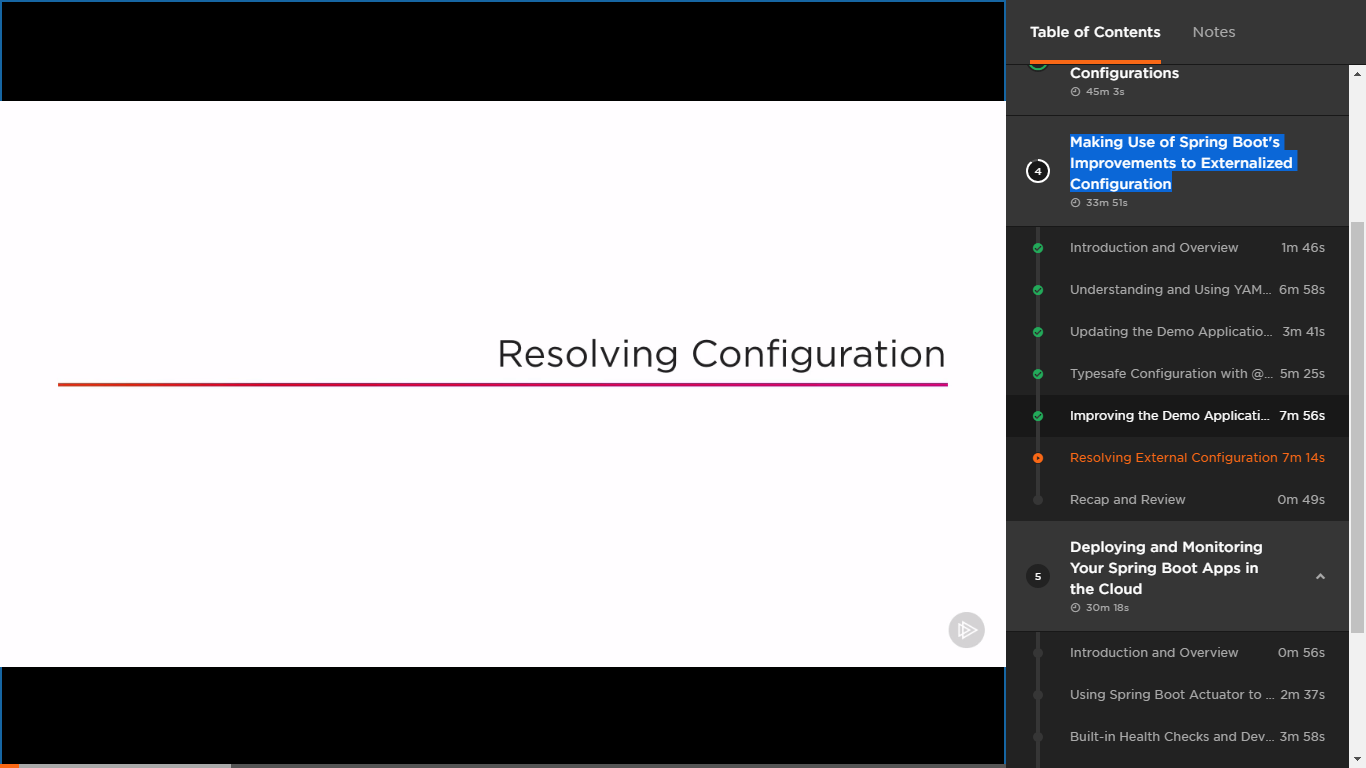 Resolving Configuration
Table of Contents Notes
Configurations
45m 3s
4
Making Use of Spring Boot's
Improvements to Externalized
Configuration
33m 51s
Introduction and Overview 1m 46s
Understanding and Using YAM... 6m 58s
Updating the Demo Applicatio... 3m 41s
Typesafe Configuration with @... 5m 25s
Improving the Demo Applicati... 7m 56s
Resolving External Configuration 7m 14s
Recap and Review 0m 49s
5
Deploying and Monitoring
Your Spring Boot Apps in
the Cloud
30m 18s
Introduction and Overview 0m 56s
Using Spring Boot Actuator to ... 2m 37s
Built-in Health Checks and Dev... 3m 58s